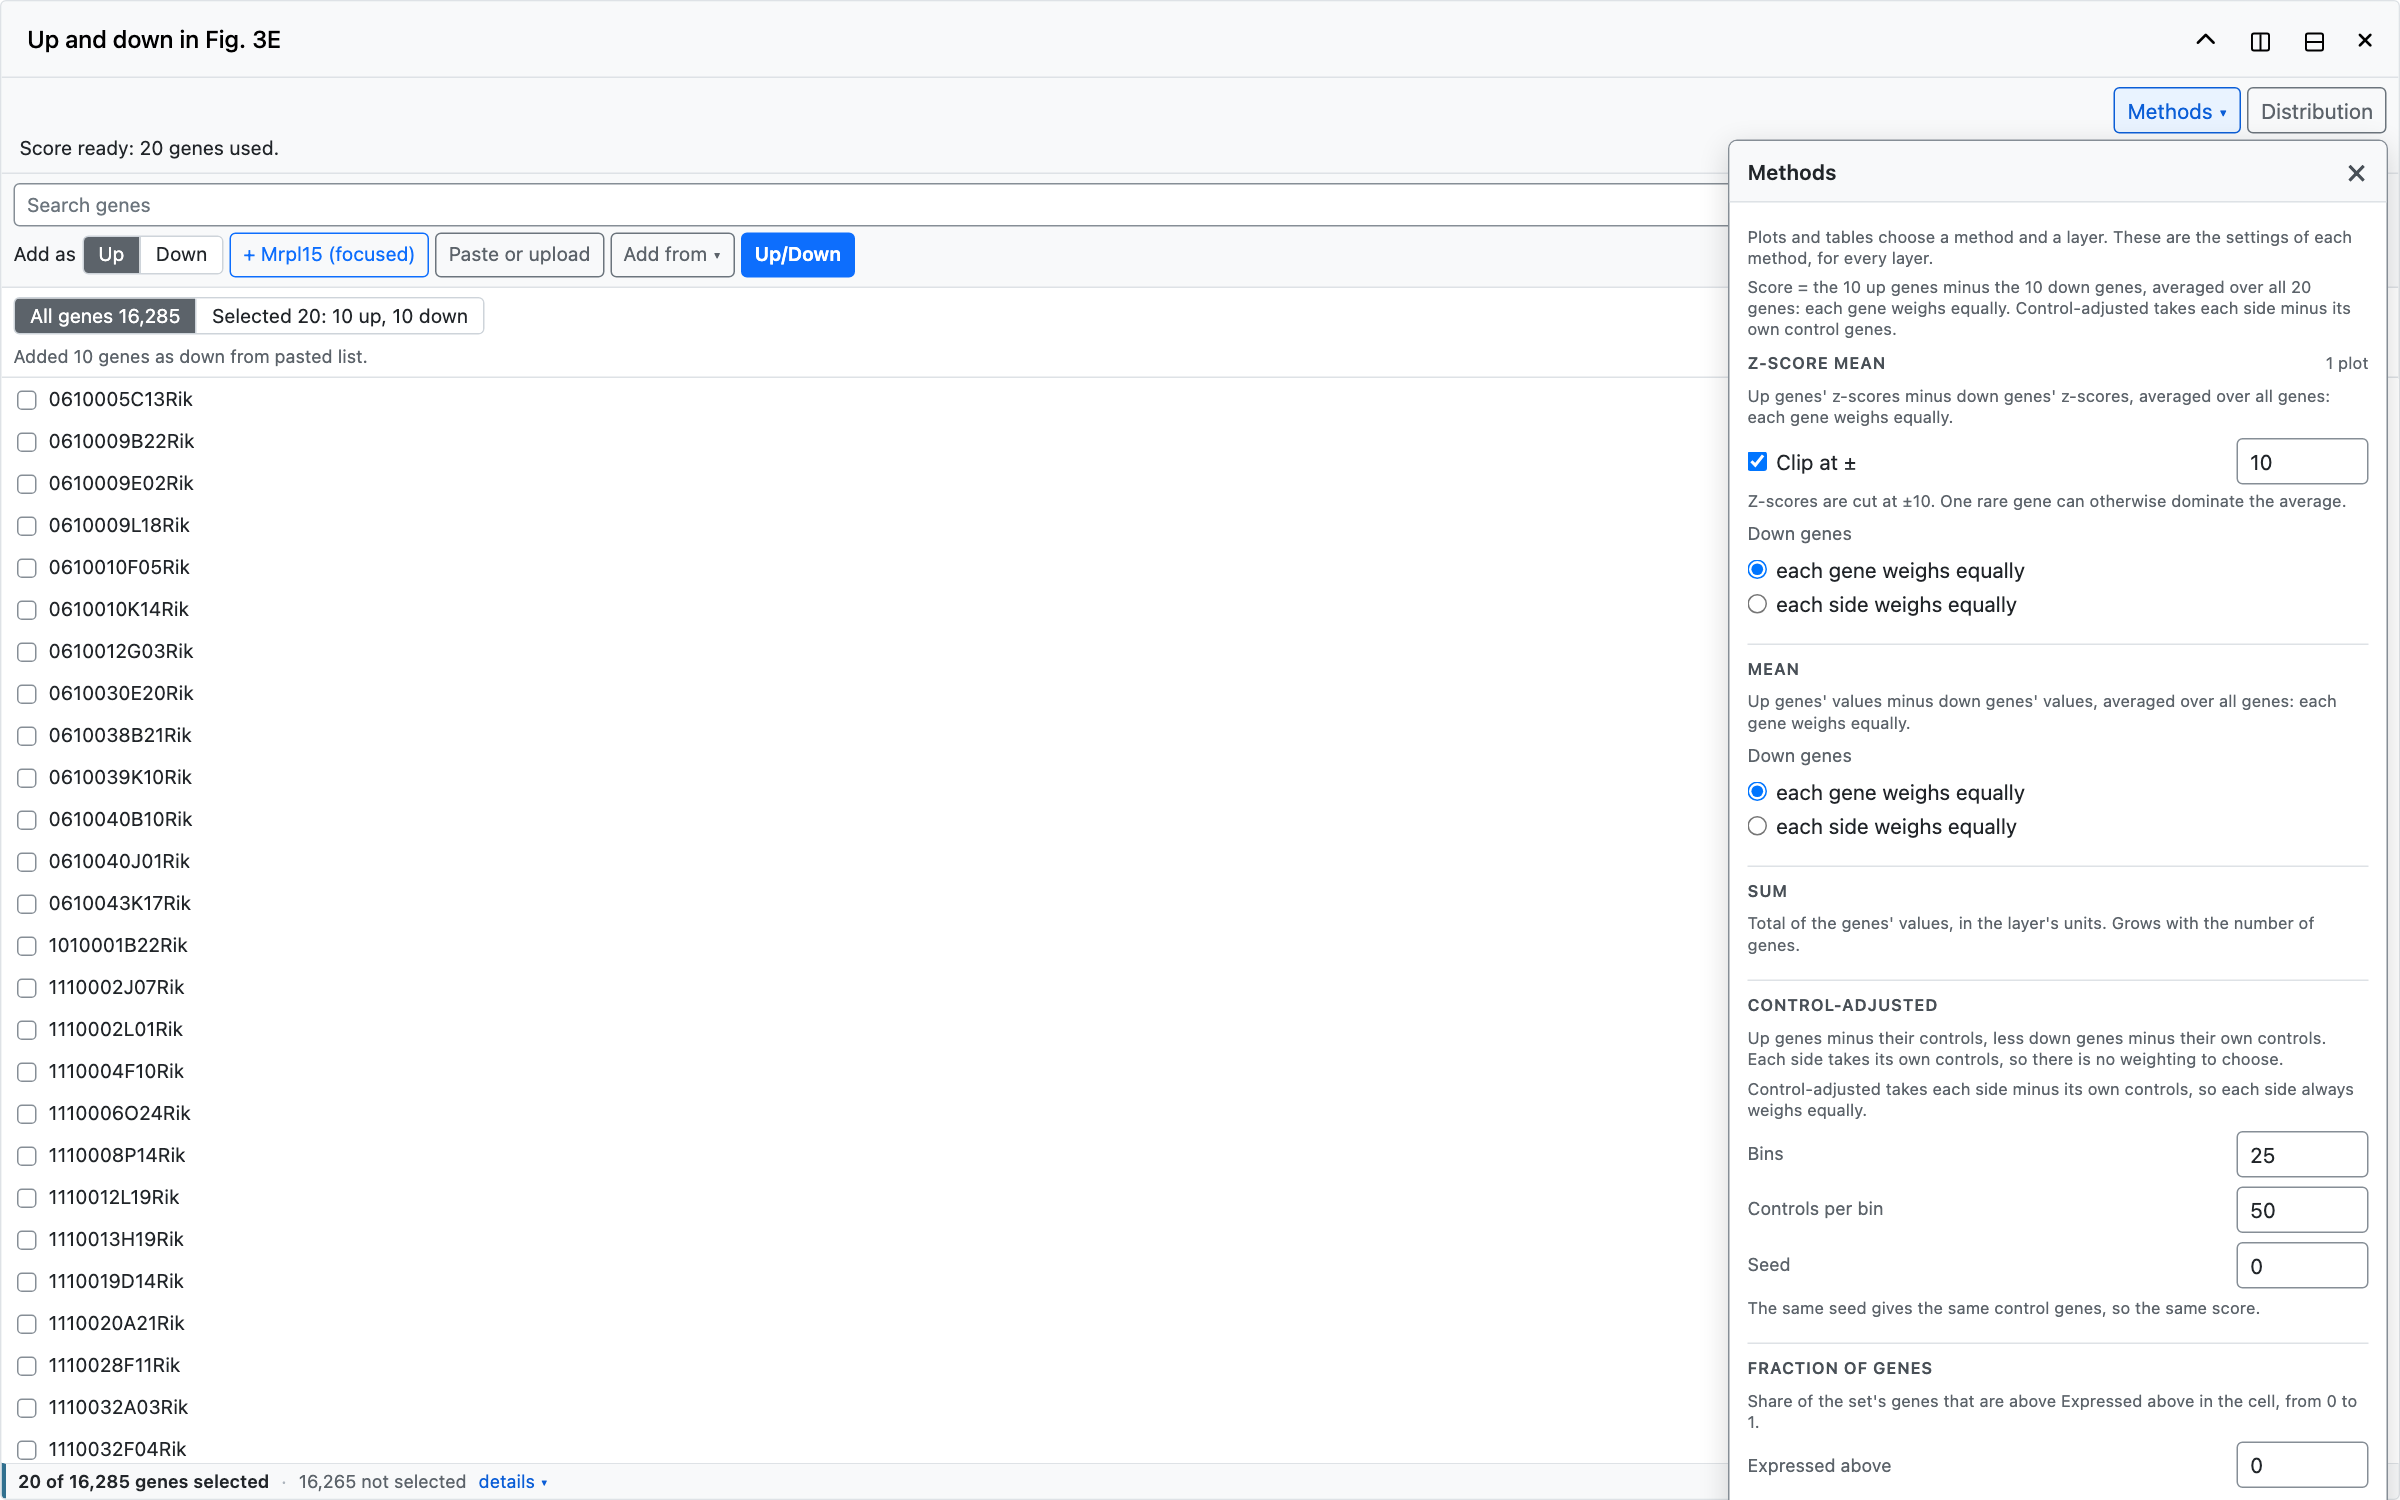 Up and down in Fig. 3E
Methods ▾
Distribution
Score ready: 20 genes used.
Search genes
Add as
Up
Down
+ Mrpl15 (focused)
Paste or upload
Add from ▾
Up/Down
All genes 16,285
Selected 20: 10 up, 10 down
Added 10 genes as down from pasted list.
0610005C13Rik
0610009B22Rik
0610009E02Rik
0610009L18Rik
0610010F05Rik
0610010K14Rik
0610012G03Rik
0610030E20Rik
0610038B21Rik
0610039K10Rik
0610040B10Rik
0610040J01Rik
0610043K17Rik
1010001B22Rik
1110002J07Rik
1110002L01Rik
1110004F10Rik
1110006O24Rik
1110008P14Rik
1110012L19Rik
1110013H19Rik
1110019D14Rik
1110020A21Rik
1110028F11Rik
1110032A03Rik
1110032F04Rik
20 of 16,285 genes selected · 16,265 not selected details ▾
Methods
Plots and tables choose a method and a layer. These are the settings of each
method, for every layer.
Score = the 10 up genes minus the 10 down genes, averaged over all 20
genes: each gene weighs equally. Control-adjusted takes each side minus its
own control genes.
Z-SCORE MEAN
1 plot
Up genes' z-scores minus down genes' z-scores, averaged over all genes:
each gene weighs equally.
Clip at ±
10
Z-scores are cut at ±10. One rare gene can otherwise dominate the average.
Down genes
each gene weighs equally
each side weighs equally
MEAN
Up genes' values minus down genes' values, averaged over all genes: each
gene weighs equally.
Down genes
each gene weighs equally
each side weighs equally
SUM
Total of the genes' values, in the layer's units. Grows with the number of
genes.
CONTROL-ADJUSTED
Up genes minus their controls, less down genes minus their own controls.
Each side takes its own controls, so there is no weighting to choose.
Control-adjusted takes each side minus its own controls, so each side always
weighs equally.
Bins
25
Controls per bin
50
Seed
0
The same seed gives the same control genes, so the same score.
FRACTION OF GENES
Share of the set's genes that are above Expressed above in the cell, from 0 to
1.
Expressed above
0